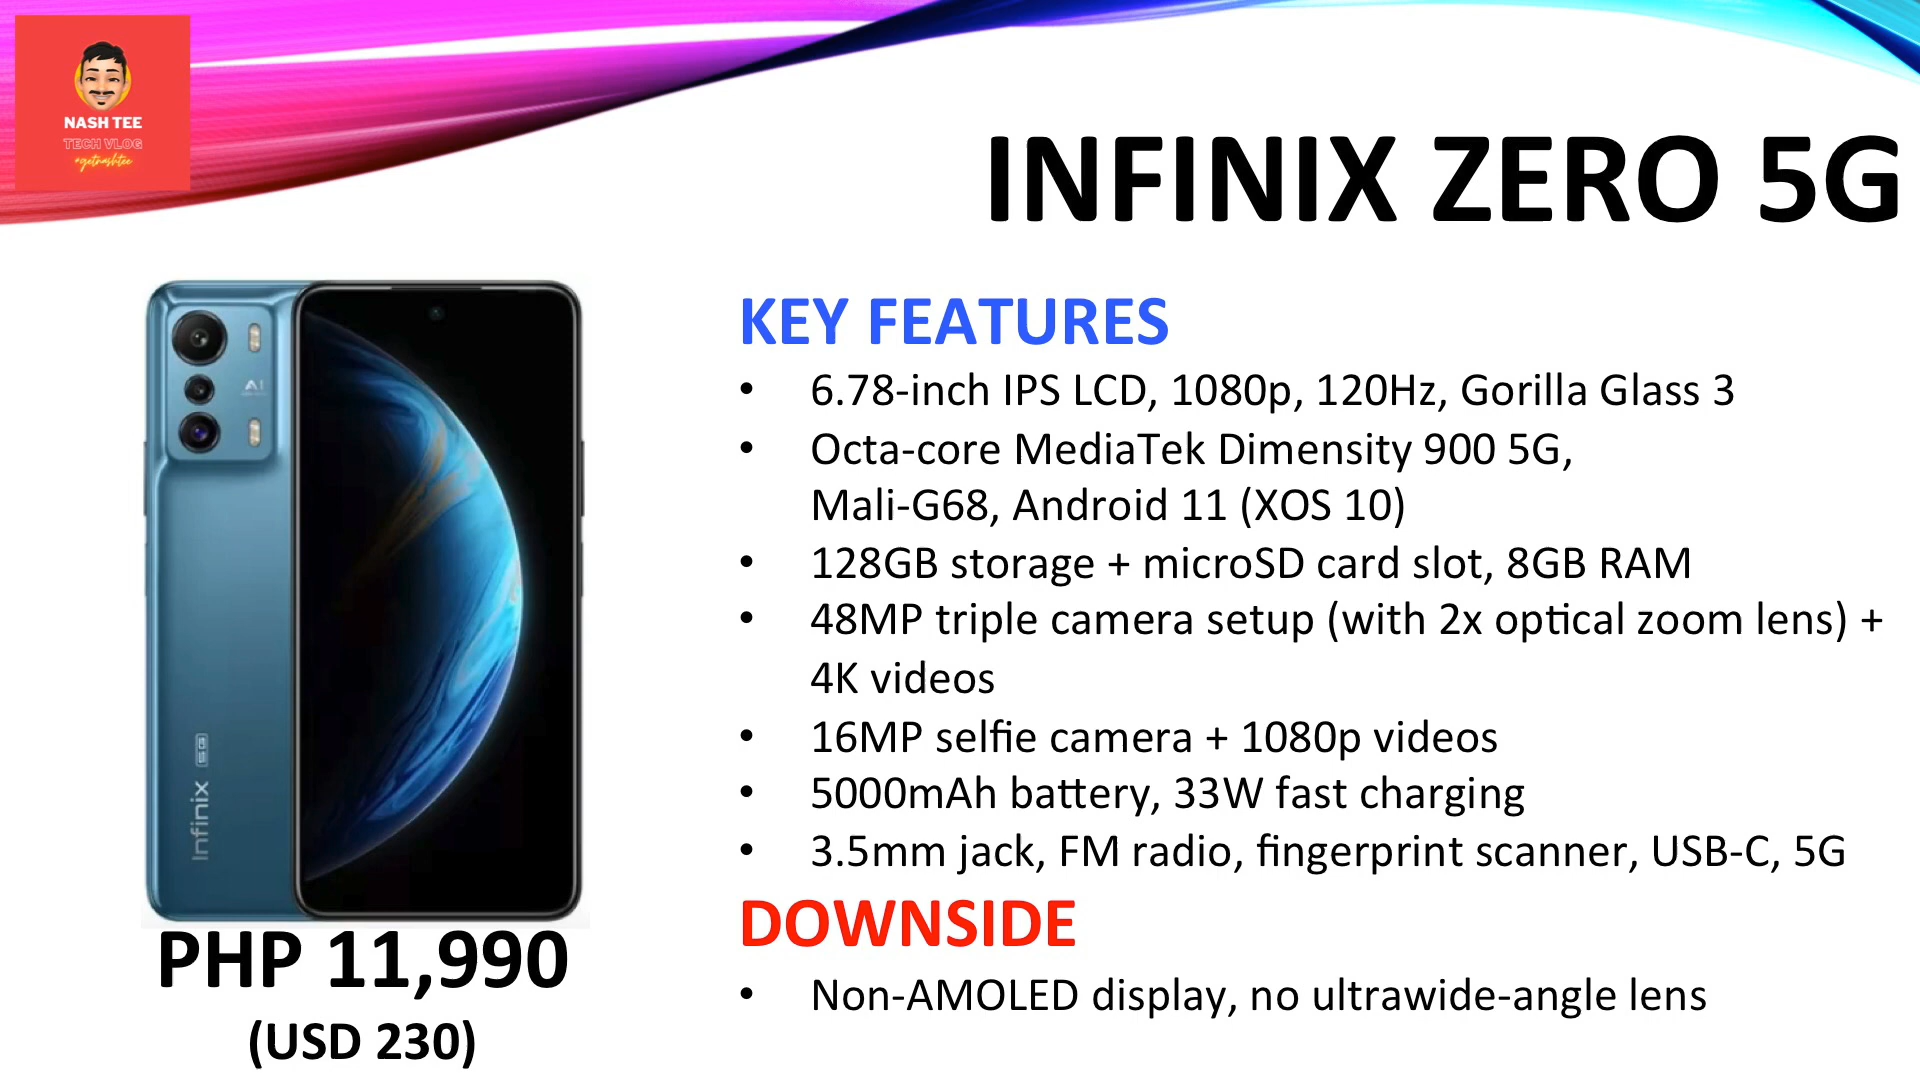 NASH TEE
TECH VLOG
#getnashtee
INFINIX ZERO 5G
AI
Infinix 5G
PHP 11,990
(USD 230)
KEY FEATURES
• 6.78-inch IPS LCD, 1080p, 120Hz, Gorilla Glass 3
• Octa-core MediaTek Dimensity 900 5G,
Mali-G68, Android 11 (XOS 10)
• 128GB storage + microSD card slot, 8GB RAM
• 48MP triple camera setup (with 2x optical zoom lens) +
4K videos
• 16MP selfie camera + 1080p videos
• 5000mAh battery, 33W fast charging
• 3.5mm jack, FM radio, fingerprint scanner, USB-C, 5G
DOWNSIDE
• Non-AMOLED display, no ultrawide-angle lens